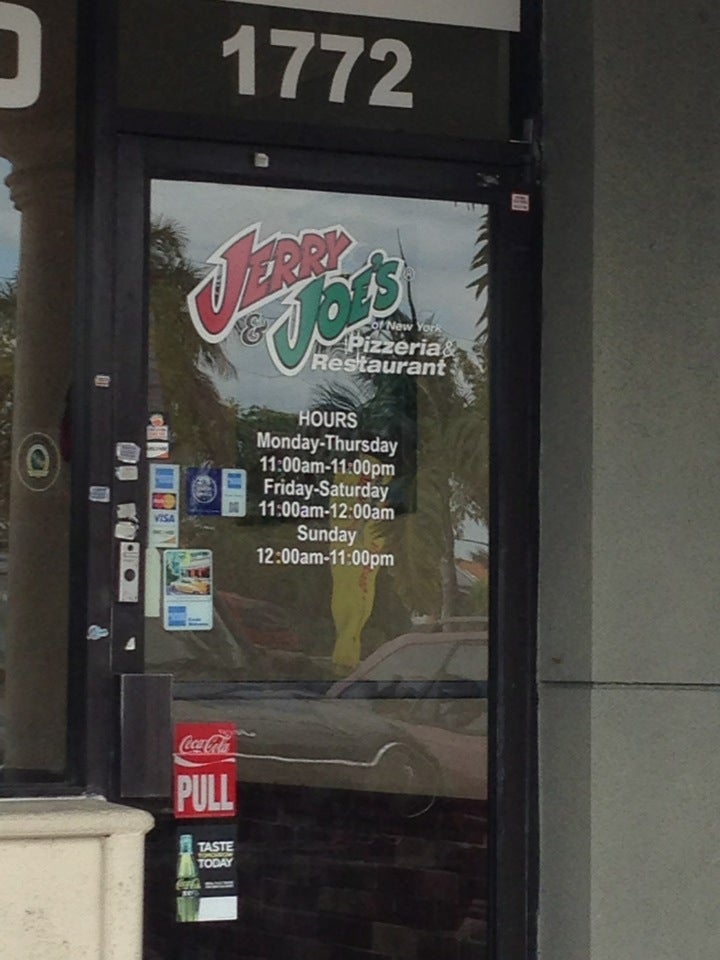 1772
JERRY
& JOE'S
of New York
Pizzeria &
Restaurant
HOURS
Monday-Thursday
11:00am-11:00pm
Friday-Saturday
11:00am-12:00am
Sunday
12:00am-11:00pm
VISA
Coca-Cola
PULL
TASTE
TOMORROW
TODAY